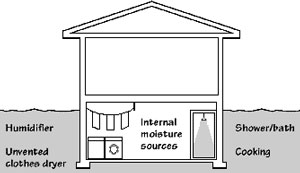 Internal
moisture
sources
Humidifier
Unvented
clothes dryer
Shower/bath
Cooking